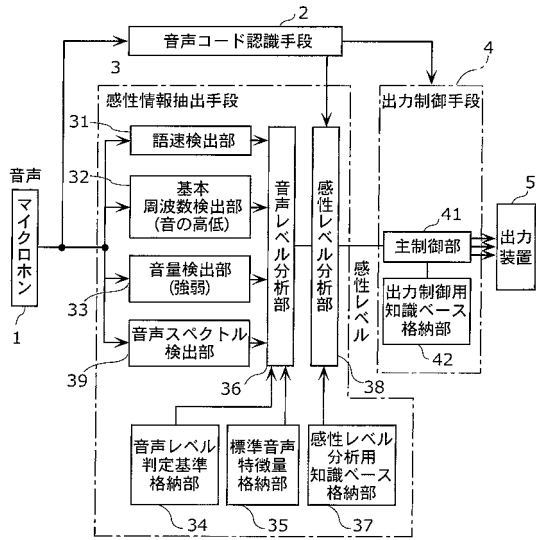 2
音声コード認識手段
3
4
感性情報抽出手段
出力制御手段
31
語速検出部
音声
マイクロホン
1
32
基本
周波数検出部
(音の高低)
音量検出部
(強弱)
33
音声スペクトル
検出部
39
音声レベル分析部
36
感性レベル分析部
38
感性レベル
41
主制御部
出力制御用
知識ベース
格納部
42
5
出力
装置
音声レベル
判定基準
格納部
34
標準音声
特徴量
格納部
35
感性レベル
分析用
知識ベース
格納部
37